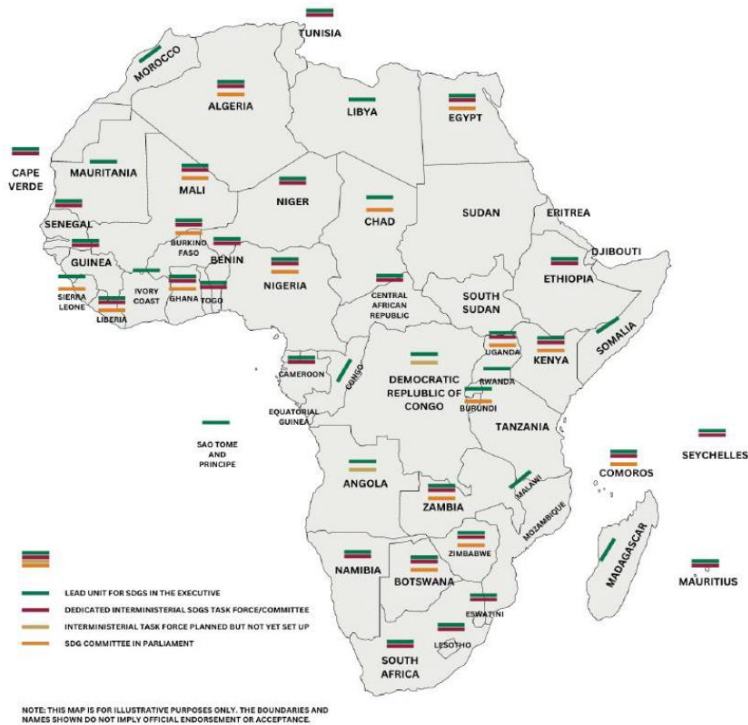 TUNISIA
MOROCCO
ALGERIA
LIBYA
EGYPT
CAPE
VERDE
MAURITANIA
MALI
NIGER
CHAD
SUDAN
ERITREA
SENEGAL
BURKINO
FASO
BENIN
DJIBOUTI
GUINEA
NIGERIA
ETHIOPIA
SIERRA
LEONE
IVORY
COAST
GHANA
TOGO
LIBERIA
CENTRAL
AFRICAN
REPUBLIC
SOUTH
SUDAN
SOMALIA
UGANDA
KENYA
CAMEROON
CONGO
DEMOCRATIC
REPLUBLIC OF
CONGO
RWANDA
BURUNDI
EQUATORIAL
GUINEA
TANZANIA
SAO TOME
AND
PRINCIPE
SEYCHELLES
COMOROS
ANGOLA
ZAMBIA
MALAWI
MOZAMBIQUE
ZIMBABWE
MADAGASCAR
NAMIBIA
BOTSWANA
MAURITIUS
ESWATINI
LESOTHO
SOUTH
AFRICA
LEAD UNIT FOR SDGS IN THE EXECUTIVE
DEDICATED INTERMINISTERIAL SDGS TASK FORCE/COMMITTEE
INTERMINISTERIAL TASK FORCE PLANNED BUT NOT YET SET UP
SDG COMMITTEE IN PARLIAMENT
NOTE: THIS MAP IS FOR ILLUSTRATIVE PURPOSES ONLY. THE BOUNDARIES AND
NAMES SHOWN DO NOT IMPLY OFFICIAL ENDORSEMENT OR ACCEPTANCE.